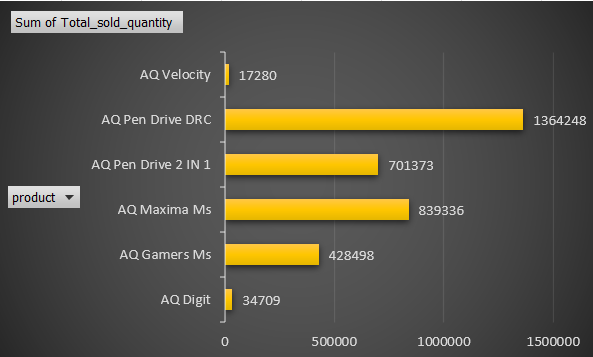 Sum of Total_sold_quantity
AQ Velocity 17280
AQ Pen Drive DRC 1364248
AQ Pen Drive 2 IN 1 701373
product
AQ Maxima Ms 839336
AQ Gamers Ms 428498
AQ Digit 34709
0 500000 1000000 1500000